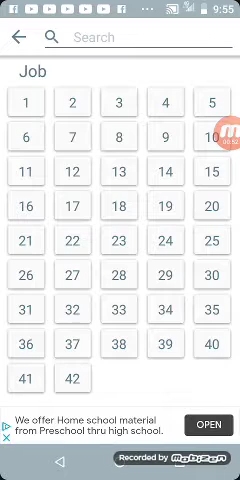 9:55
Search
Job
1 2 3 4 5
6 7 8 9 10
00:52
11 12 13 14 15
16 17 18 19 20
21 22 23 24 25
26 27 28 29 30
31 32 33 34 35
36 37 38 39 40
41 42
We offer Home school material
from Preschool thru high school.
OPEN
Recorded by mobizen